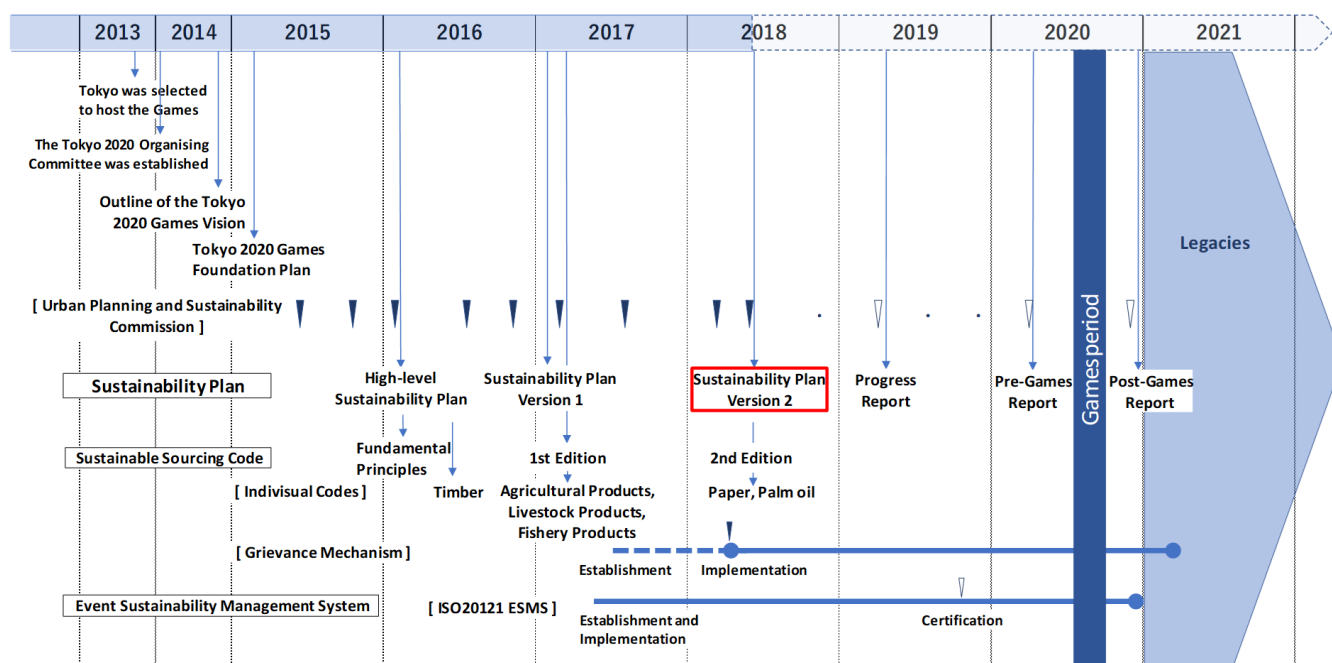 2013 2014 2015 2016 2017 2018 2019 2020 2021
Tokyo was selected
to host the Games
The Tokyo 2020 Organising
Committee was established
Outline of the Tokyo
2020 Games Vision
Tokyo 2020 Games
Foundation Plan
Legacies
[ Urban Planning and Sustainability
Commission ]
Gamesperiod
Sustainability Plan
High-level
Sustainability Plan
Sustainability Plan
Version 1
Sustainability Plan
Version 2
Progress
Report
Pre-Games
Report
Post-Games
Report
Sustainable Sourcing Code
Fundamental
Principles
1st Edition
2nd Edition
[ Indivisual Codes ]
Timber
Agricultural Products,
Livestock Products,
Fishery Products
Paper, Palm oil
[ Grievance Mechanism ]
Establishment
Implementation
Event Sustainability Management System
[ ISO20121 ESMS ]
Establishment and
Implementation
Certification